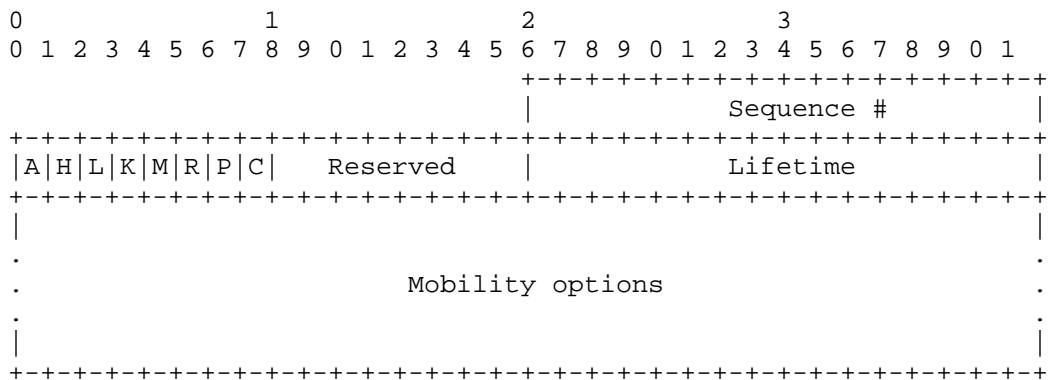 0               1               2               3
0 1 2 3 4 5 6 7 8 9 0 1 2 3 4 5 6 7 8 9 0 1 2 3 4 5 6 7 8 9 0 1
                                +-+-+-+-+-+-+-+-+-+-+-+-+-+-+-+-+
                                |            Sequence #         |
+-+-+-+-+-+-+-+-+-+-+-+-+-+-+-+-+-+-+-+-+-+-+-+-+-+-+-+-+-+-+-+-+
|A|H|L|K|M|R|P|C|   Reserved    |            Lifetime           |
+-+-+-+-+-+-+-+-+-+-+-+-+-+-+-+-+-+-+-+-+-+-+-+-+-+-+-+-+-+-+-+-+
|                                                               |
.                                                               .
.                        Mobility options                       .
.                                                               .
|                                                               |
+-+-+-+-+-+-+-+-+-+-+-+-+-+-+-+-+-+-+-+-+-+-+-+-+-+-+-+-+-+-+-+-+